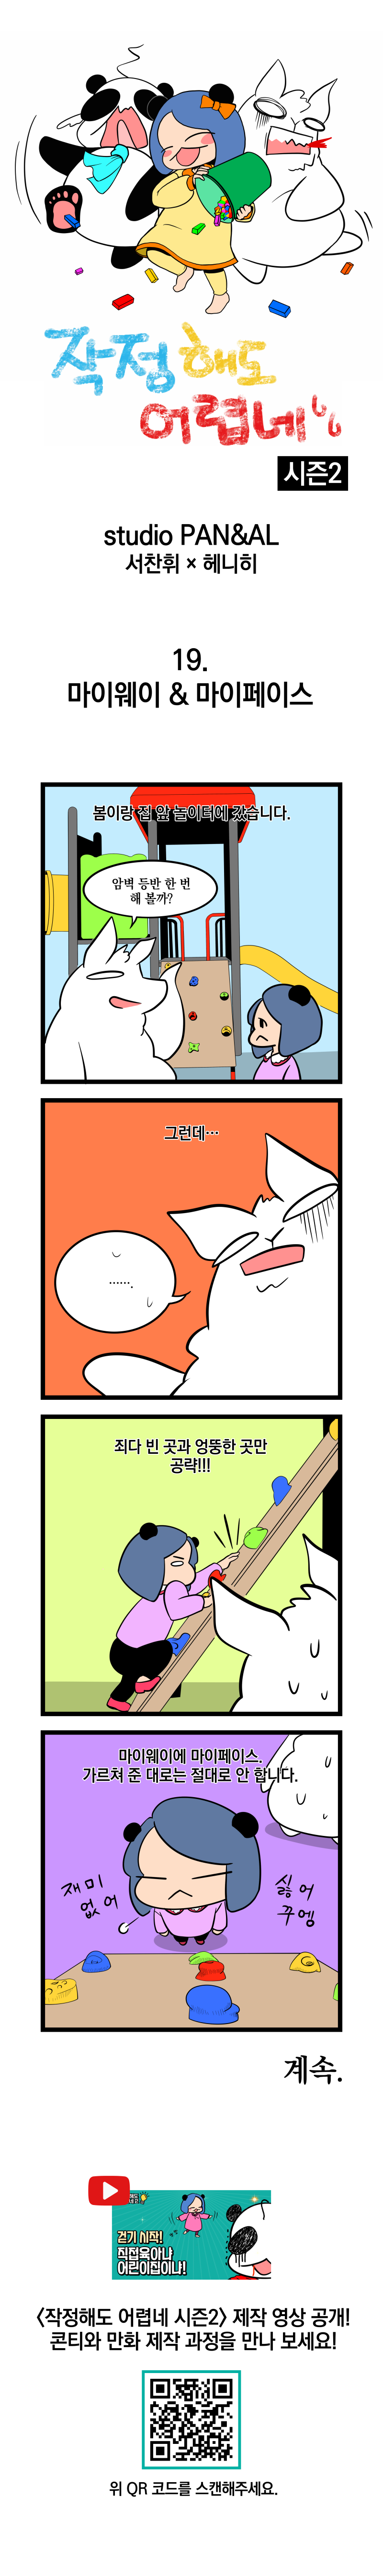 작정해도
어렵네
시즌2
studio PAN&AL
서찬휘 × 헤니히
19.
마이웨이 & 마이페이스
봄이랑 집 앞 놀이터에 갔습니다.
암벽 등반 한 번
해 볼까?
그런데…
…….
죄다 빈 곳과 엉뚱한 곳만
공략!!!
마이웨이에 마이페이스.
가르쳐 준 대로는 절대로 안 합니다.
재미
없어
싫어
꾸엥
계속.
걷기 시작!
직접육아냐
어린이집이냐!
<작정해도 어렵네 시즌2> 제작 영상 공개!
콘티와 만화 제작 과정을 만나 보세요!
위 QR 코드를 스캔해주세요.